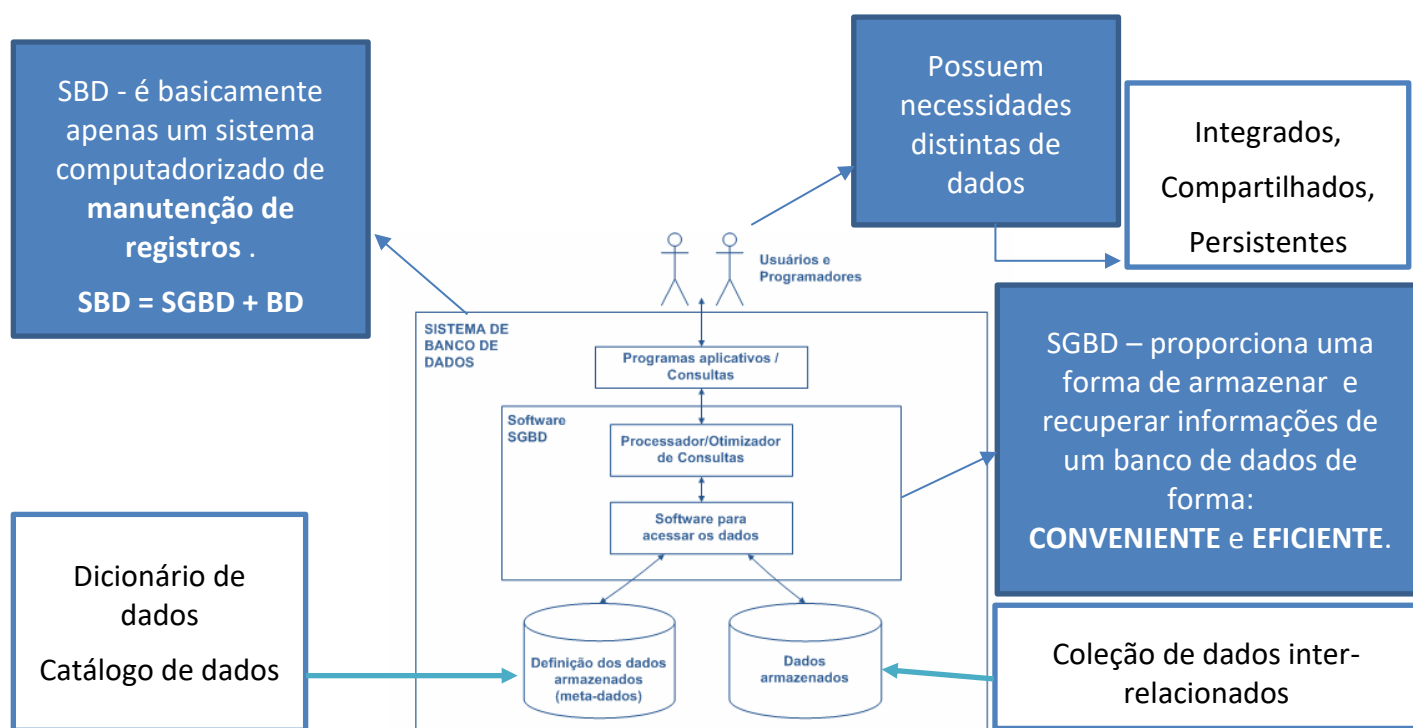 SBD - é basicamente
apenas um sistema
computadorizado de
manutenção de
registros .
SBD = SGBD + BD
Possuem
necessidades
distintas de
dados
Integrados,
Compartilhados,
Persistentes
Usuários e
Programadores
SISTEMA DE
BANCO DE
DADOS
Programas aplicativos /
Consultas
Software
SGBD
Processador/Otimizador
de Consultas
Software para
acessar os dados
SGBD – proporciona uma
forma de armazenar e
recuperar informações de
um banco de dados de
forma:
CONVENIENTE e EFICIENTE.
Dicionário de
dados
Catálogo de dados
Definição dos dados
armazenados
(meta-dados)
Dados
armazenados
Coleção de dados inter-
relacionados